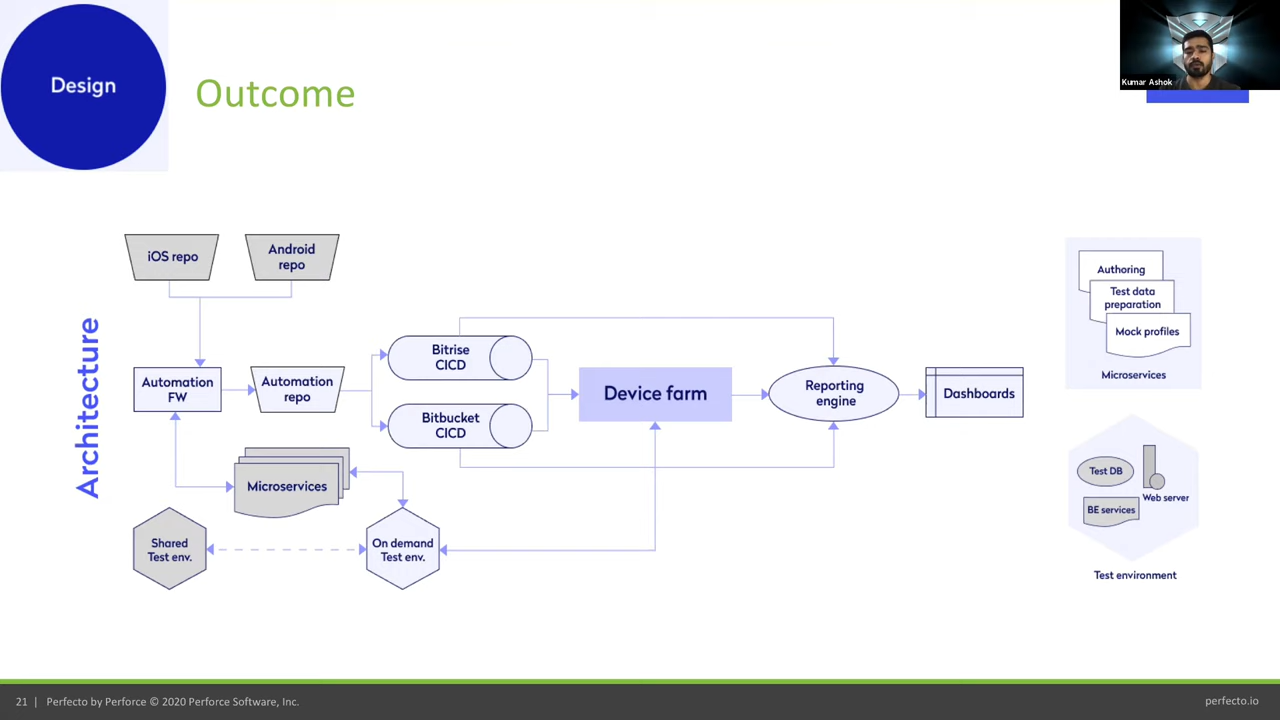 Design
Outcome
Kumar Ashok
Architecture
iOS repo
Android
repo
Automation
FW
Automation
repo
Bitrise
CICD
Bitbucket
CICD
Device farm
Reporting
engine
Dashboards
Microservices
Shared
Test env.
On demand
Test env.
Authoring
Test data
preparation
Mock profiles
Microservices
Test DB
Web server
BE services
Test environment
21 | Perfecto by Perforce © 2020 Perforce Software, Inc.
perfecto.io